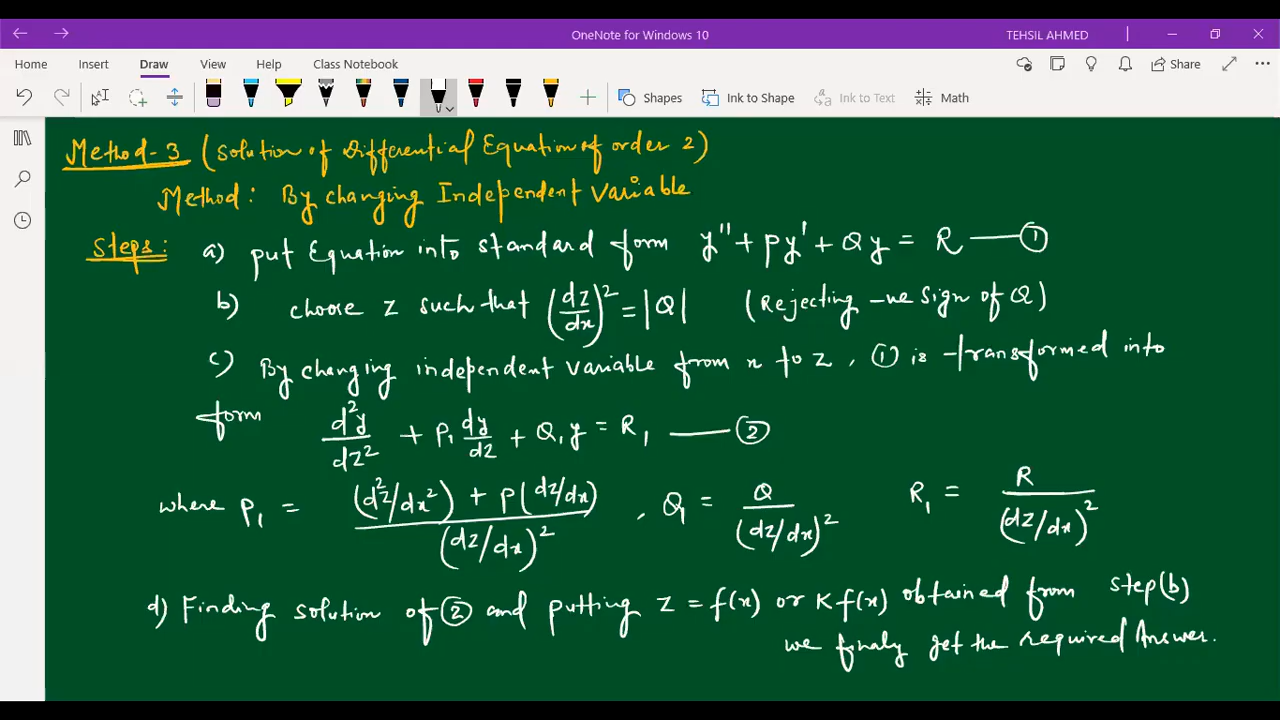 OneNote for Windows 10
TEHSIL AHMED
Home Insert Draw View Help Class Notebook
Share
Shapes Ink to Shape Ink to Text Math
Method-3 (Solution of Differential Equation of order 2)
Method: By changing Independent Variable
Steps: a) put Equation into standard form y'' + py' + Qy = R —— ①
b) choose z such that (dz/dx)² = |Q| (Rejecting -ve sign of Q)
c) By changing independent variable from x to z, ① is transformed into
form d²y/dz² + P₁ dy/dz + Q₁y = R₁ —— ②
where P₁ = (d²z/dx²) + P(dz/dx) / (dz/dx)² , Q₁ = Q / (dz/dx)² R₁ = R / (dz/dx)²
d) Finding solution of ② and putting z = f(x) or Kf(x) obtained from step(b)
we finaly get the required Answer.